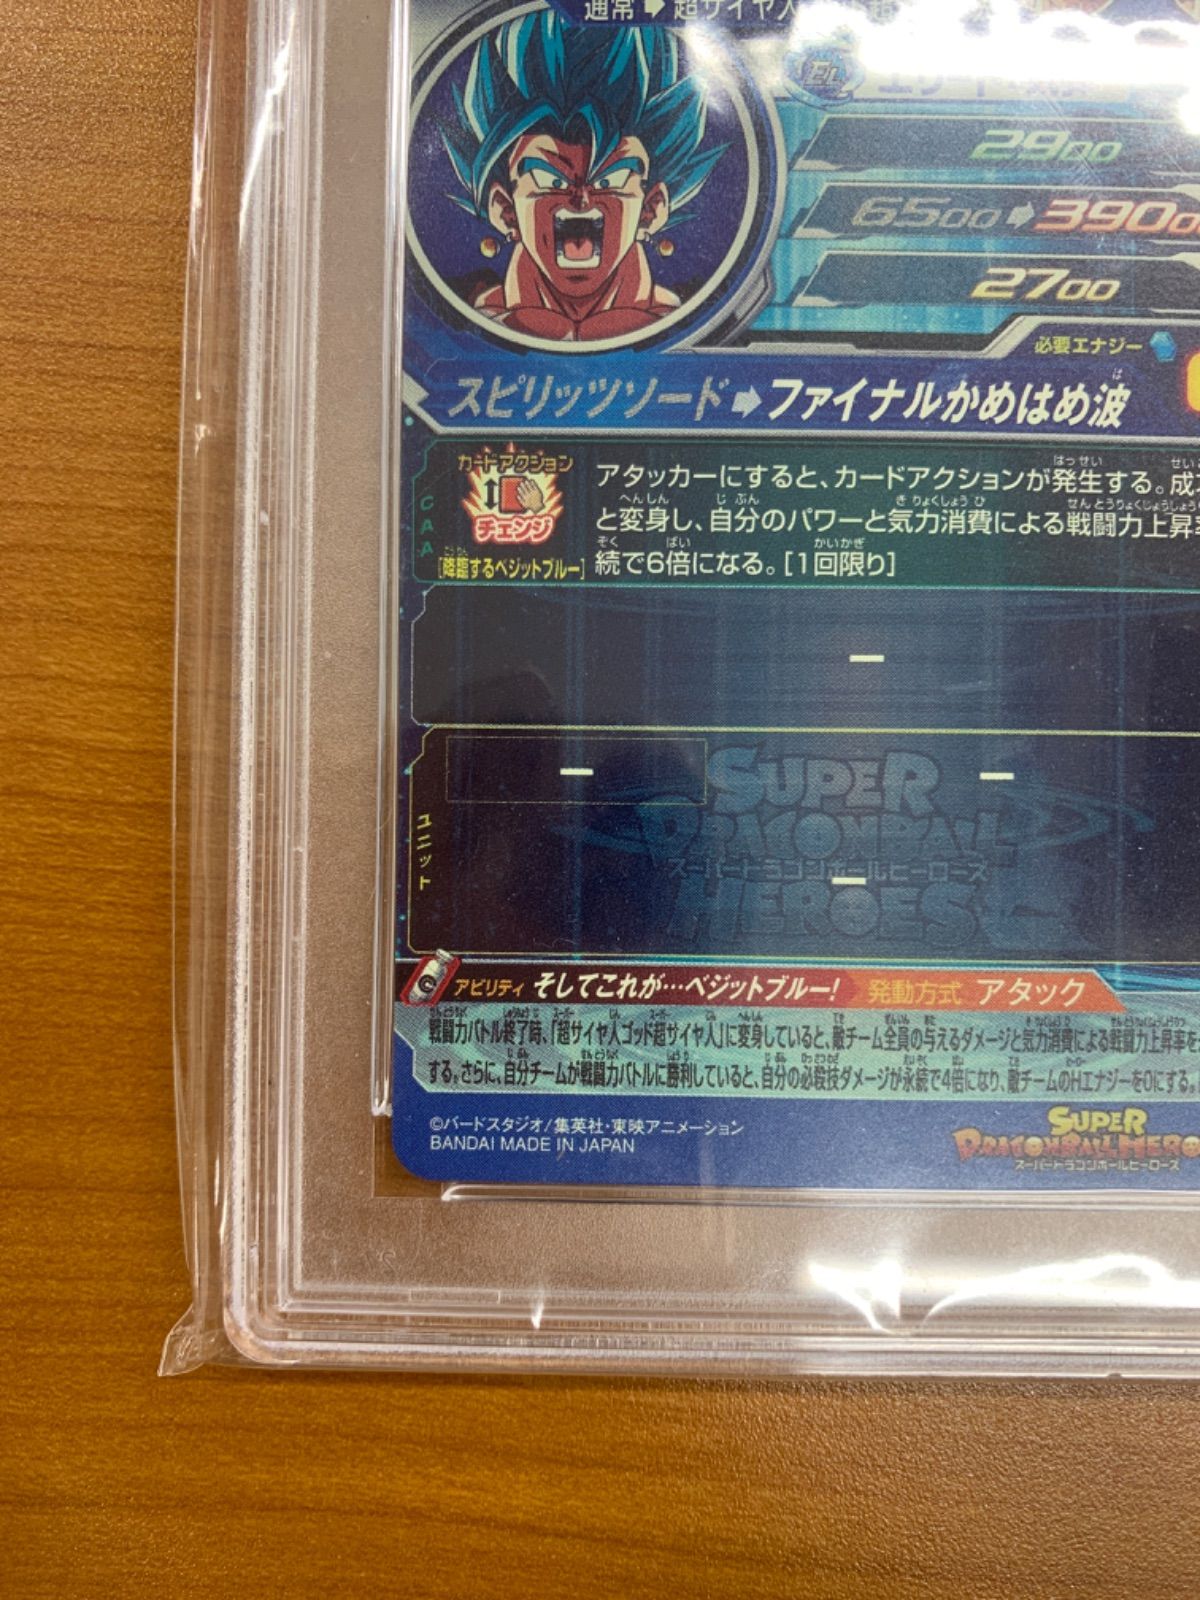 通常➡超サイヤ人
EL
エリート
2900
6500➡3900
2700
必要エナジー
スピリッツソード➡ファイナルかめはめ波
カードアクション
チェンジ
[降臨するベジットブルー]
CAA
アタッカーにすると、カードアクションが発生する。成
と変身し、自分のパワーと気力消費による戦闘力上昇率
続で6倍になる。[1回限り]
－
－ －
ユニット
－
SUPER
DRAGONBALL
スーパードラゴンボールヒーローズ
HEROES
アビリティ そしてこれが…ベジットブルー! 発動方式 アタック
戦闘力バトル終了時、「超サイヤ人ゴッド超サイヤ人」に変身していると、敵チーム全員の与えるダメージと気力消費による戦闘力上昇率を
する。さらに、自分チームが戦闘力バトルに勝利していると、自分の必殺技ダメージが永続で4倍になり、敵チームのHエナジーを0にする。
©バードスタジオ/集英社・東映アニメーション
BANDAI MADE IN JAPAN
SUPER
DRAGONBALL HERO
スーパードラゴンボールヒーローズ